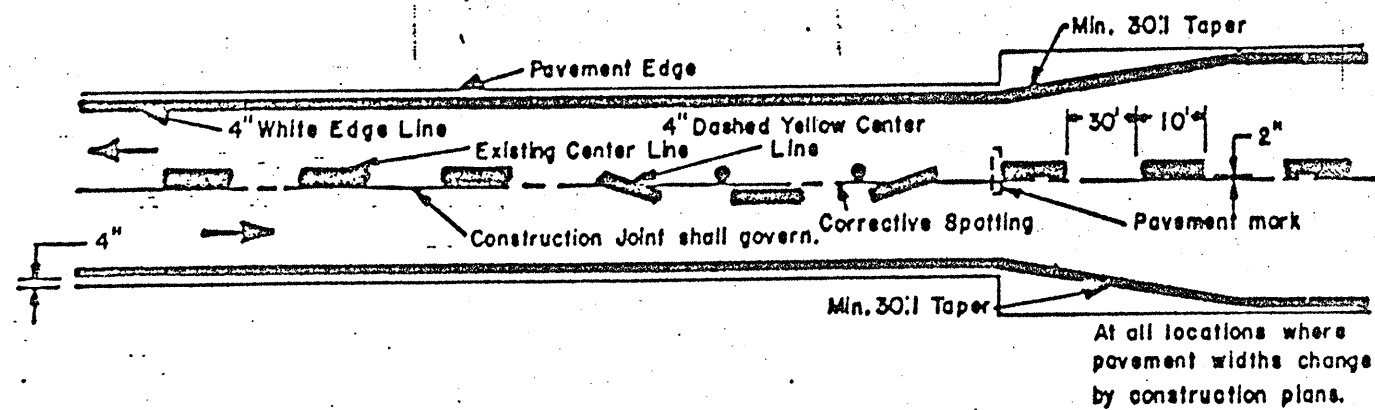 Min. 30:1 Taper
Pavement Edge
4" White Edge Line
4" Dashed Yellow Center
Line
30'
10'
2"
Existing Center Line
Construction Joint shall govern.
Corrective Spotting
Pavement mark
4"
Min. 30:1 Taper
At all locations where
pavement widths change
by construction plans.